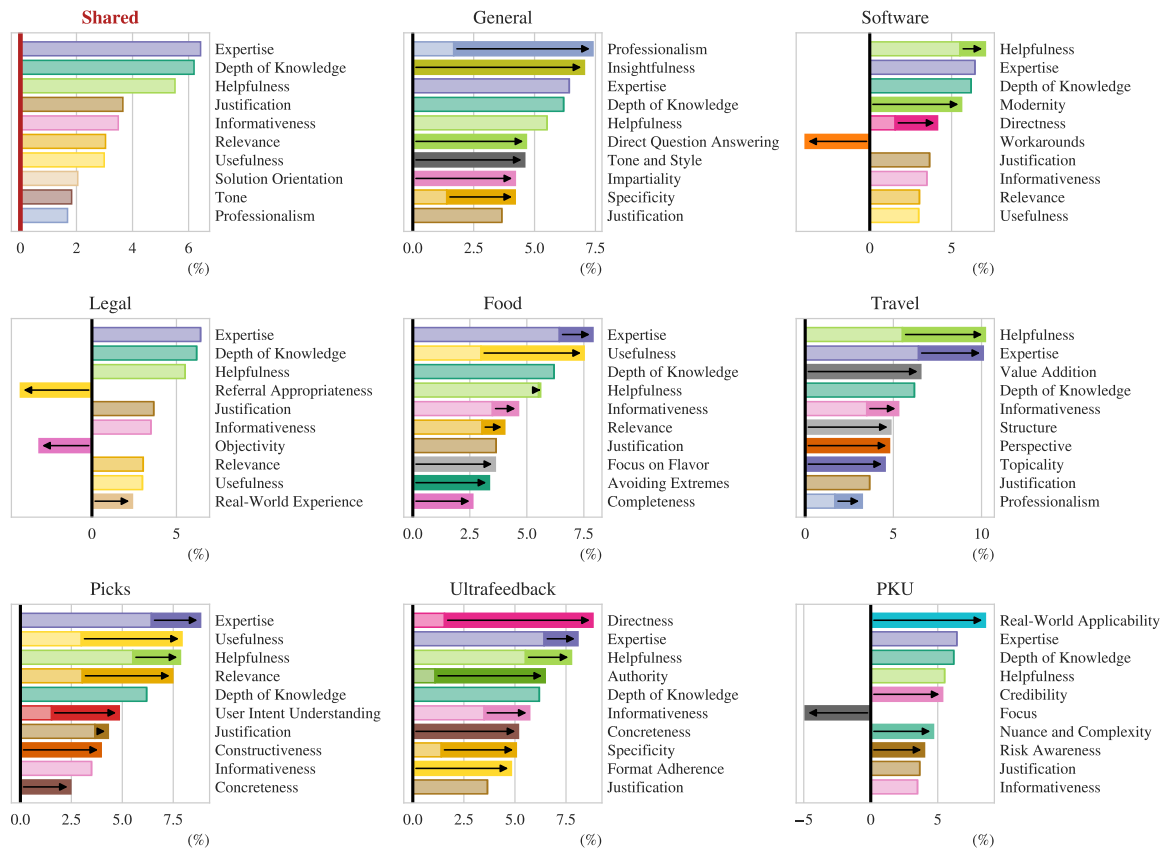 Shared
Expertise
Depth of Knowledge
Helpfulness
Justification
Informativeness
Relevance
Usefulness
Solution Orientation
Tone
Professionalism
0 2 4 6
(%)
General
Professionalism
Insightfulness
Expertise
Depth of Knowledge
Helpfulness
Direct Question Answering
Tone and Style
Impartiality
Specificity
Justification
0.0 2.5 5.0 7.5
(%)
Software
Helpfulness
Expertise
Depth of Knowledge
Modernity
Directness
Workarounds
Justification
Informativeness
Relevance
Usefulness
0 5
(%)
Legal
Expertise
Depth of Knowledge
Helpfulness
Referral Appropriateness
Justification
Informativeness
Objectivity
Relevance
Usefulness
Real-World Experience
0 5
(%)
Food
Expertise
Usefulness
Depth of Knowledge
Helpfulness
Informativeness
Relevance
Justification
Focus on Flavor
Avoiding Extremes
Completeness
0.0 2.5 5.0 7.5
(%)
Travel
Helpfulness
Expertise
Value Addition
Depth of Knowledge
Informativeness
Structure
Perspective
Topicality
Justification
Professionalism
0 5 10
(%)
Picks
Expertise
Usefulness
Helpfulness
Relevance
Depth of Knowledge
User Intent Understanding
Justification
Constructiveness
Informativeness
Concreteness
0 2.5 5.0 7.5
(%)
Ultrafeedback
Directness
Expertise
Helpfulness
Authority
Depth of Knowledge
Informativeness
Concreteness
Specificity
Format Adherence
Justification
0.0 2.5 5.0 7.5
(%)
PKU
Real-World Applicability
Expertise
Depth of Knowledge
Helpfulness
Credibility
Focus
Nuance and Complexity
Risk Awareness
Justification
Informativeness
−5 0 5
(%)